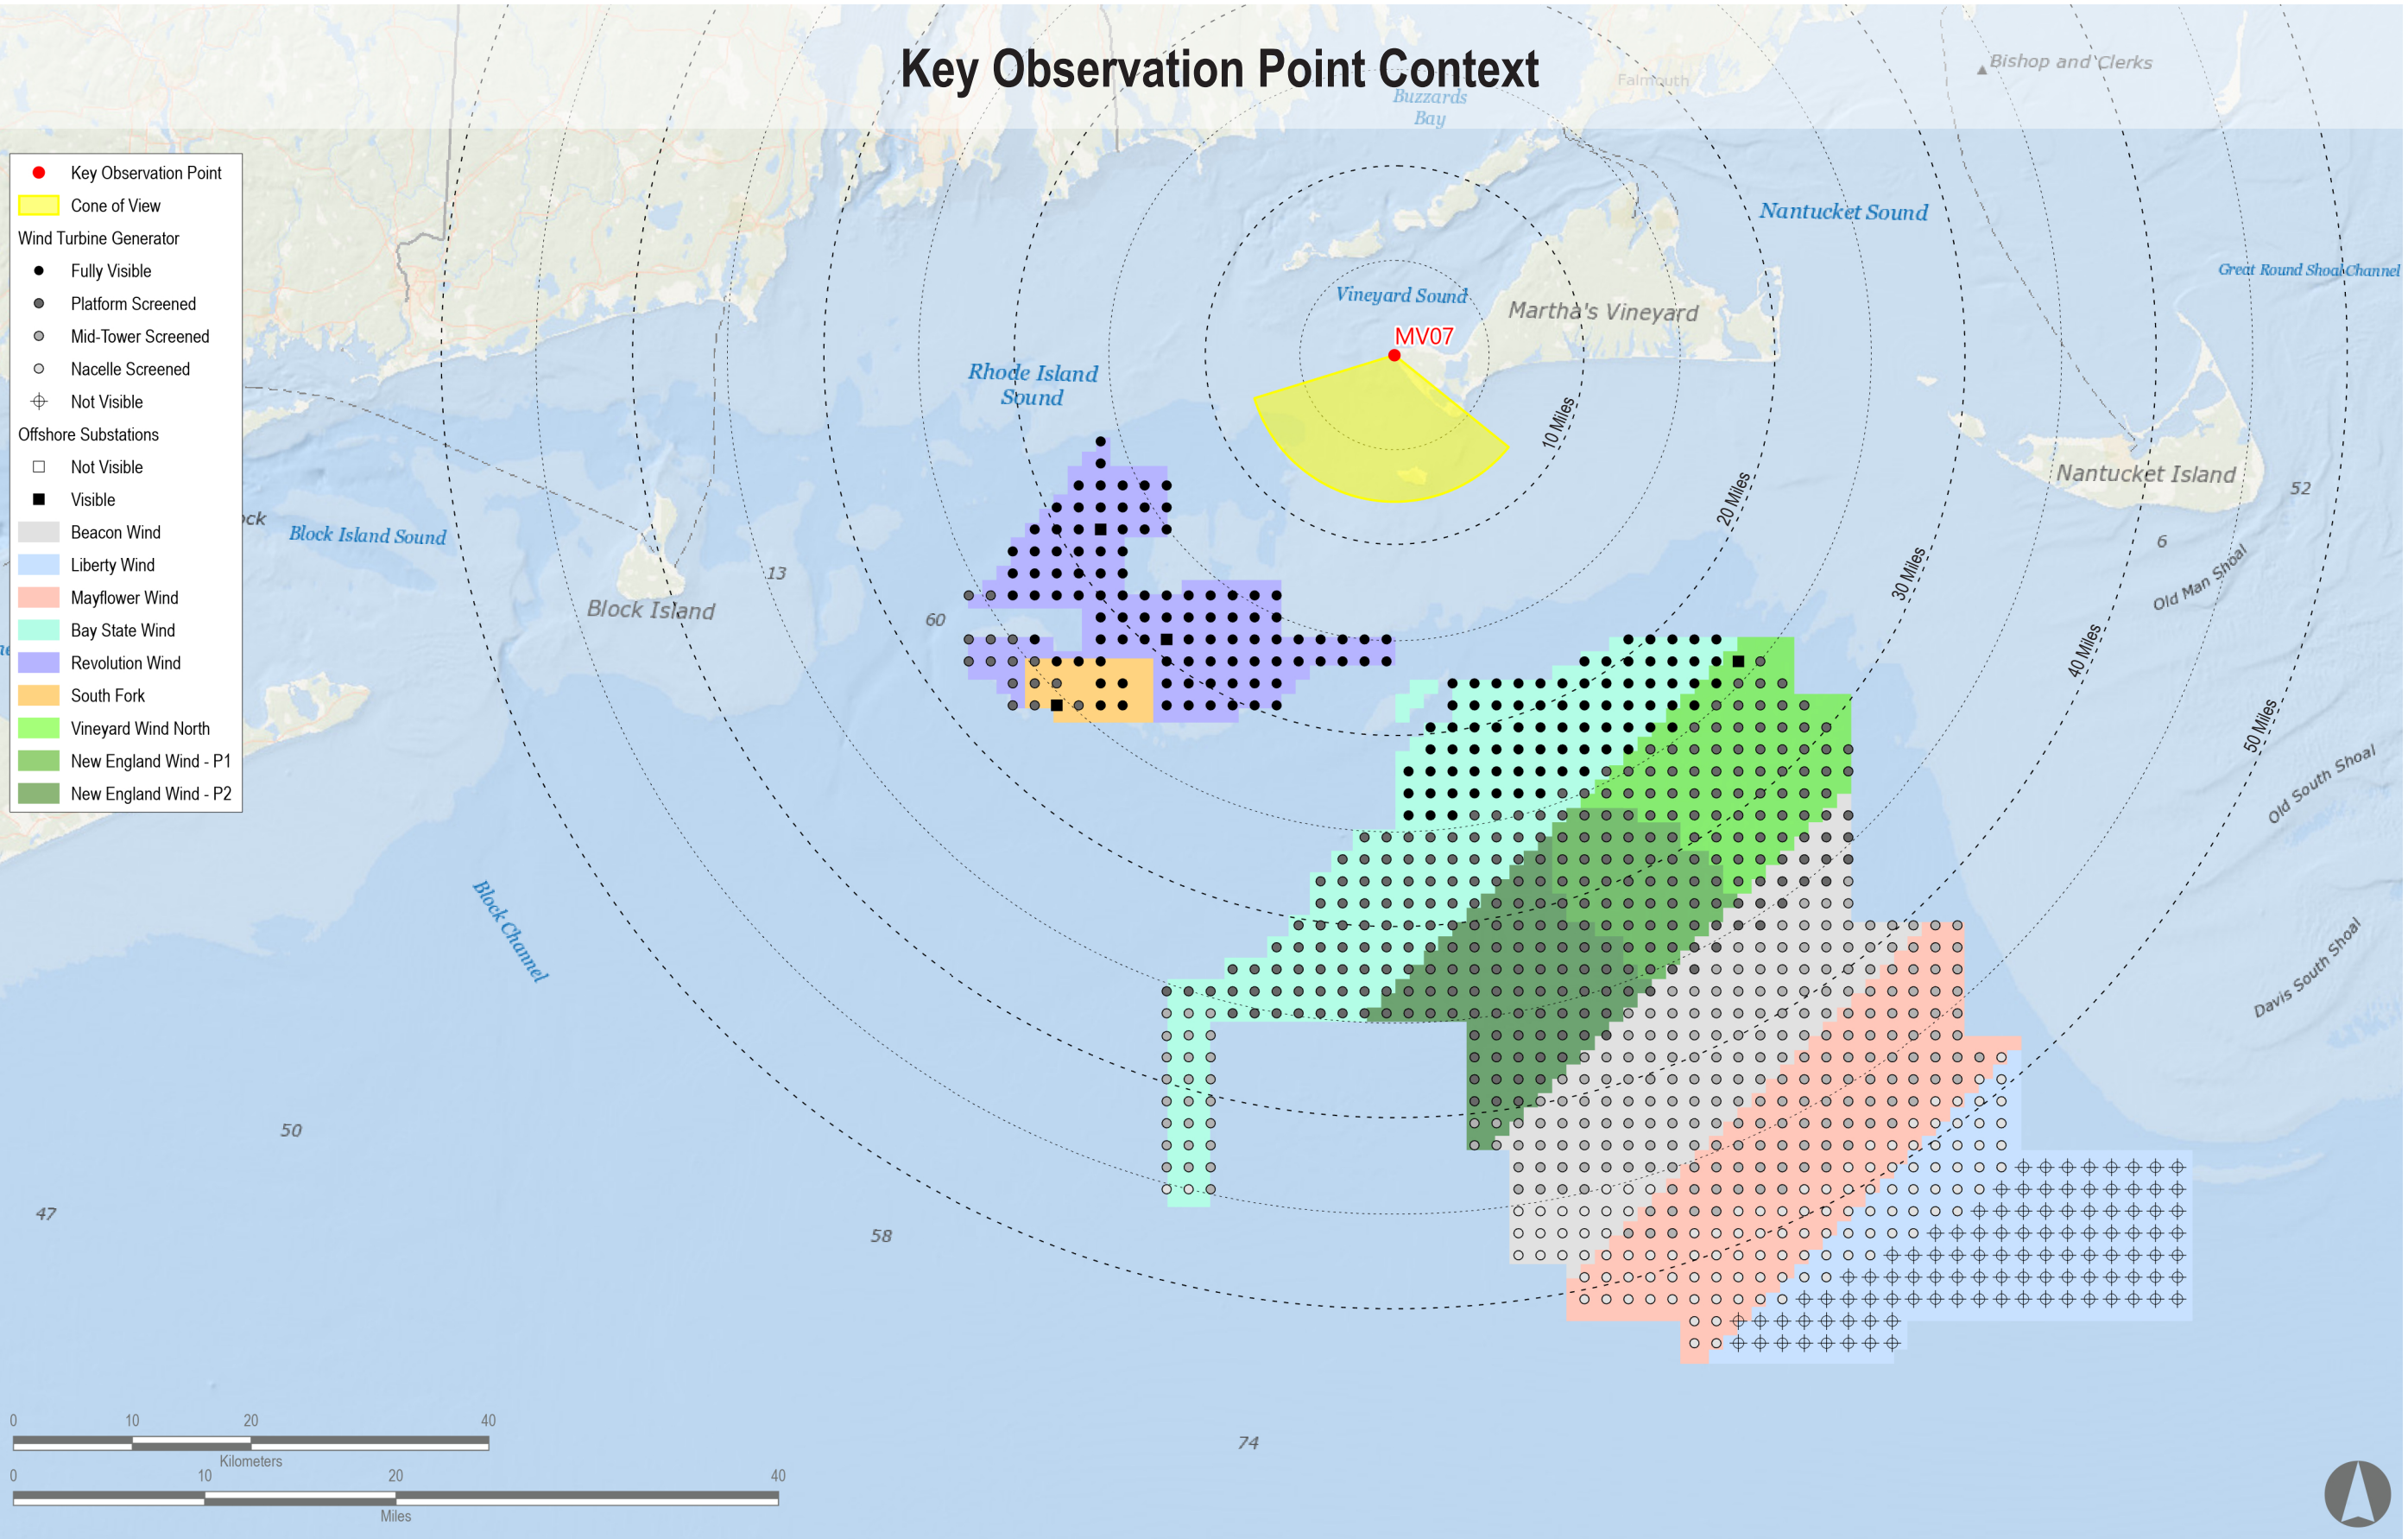 Key Observation Point Context
Bishop and Clerks
Falmouth
Buzzards
Bay
Key Observation Point
Cone of View
Wind Turbine Generator
Fully Visible
Platform Screened
Mid-Tower Screened
Nacelle Screened
Not Visible
Offshore Substations
Not Visible
Visible
Beacon Wind
Liberty Wind
Mayflower Wind
Bay State Wind
Revolution Wind
South Fork
Vineyard Wind North
New England Wind - P1
New England Wind - P2
Nantucket Sound
Great Round Shoal Channel
Vineyard Sound
Martha's Vineyard
MV07
Rhode Island
Sound
10 Miles
20 Miles
30 Miles
40 Miles
50 Miles
Nantucket Island
52
6
Old Man Shoal
ock
Block Island Sound
13
Block Island
60
Old South Shoal
Block Channel
Davis South Shoal
50
47
58
74
0 10 20 40
Kilometers
0 10 20 40
Miles